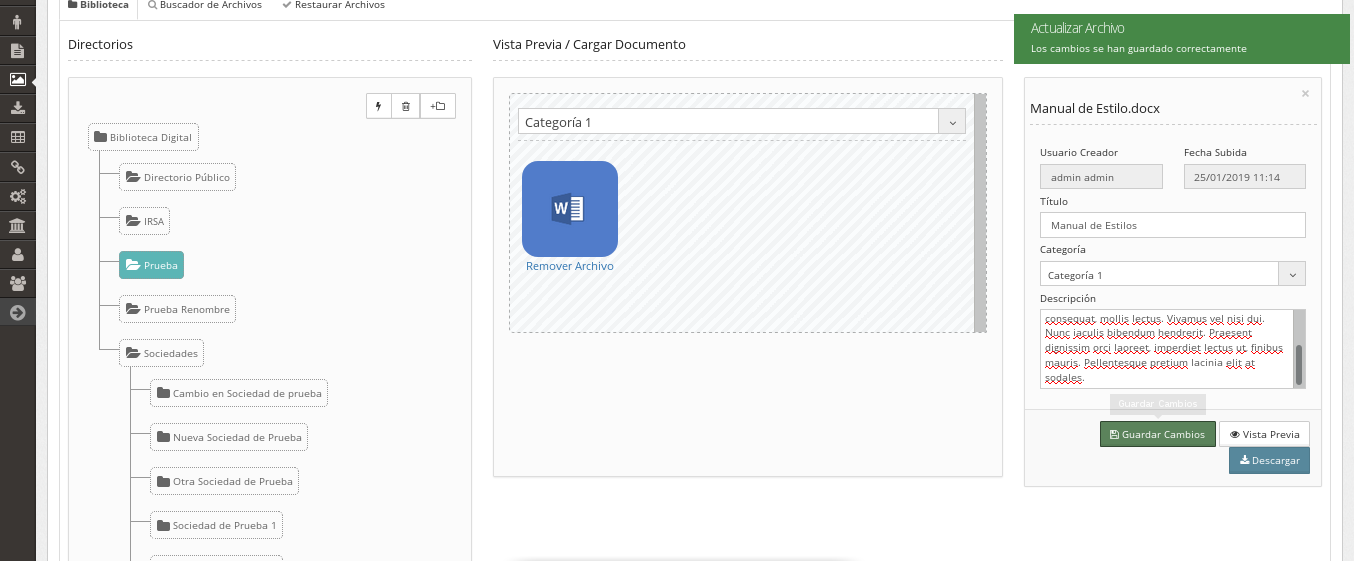 Biblioteca
Buscador de Archivos
Restaurar Archivos
Actualizar Archivo
Los cambios se han guardado correctamente
Directorios
Biblioteca Digital
Directorio Público
IRSA
Prueba
Prueba Renombre
Sociedades
Cambio en Sociedad de prueba
Nueva Sociedad de Prueba
Otra Sociedad de Prueba
Sociedad de Prueba 1
Vista Previa / Cargar Documento
Categoría 1
W
Remover Archivo
Manual de Estilo.docx
×
Usuario Creador
Fecha Subida
admin admin
25/01/2019 11:14
Título
Manual de Estilos
Categoría
Categoría 1
Descripción
consequat, mollis lectus. Vivamus vel nisi dui.
Nunc iaculis bibendum hendrerit. Praesent
dignissim orci laoreet, imperdiet lectus ut, finibus
mauris. Pellentesque pretium lacinia elit at
sodales.
Guardar Cambios
Guardar Cambios
Vista Previa
Descargar